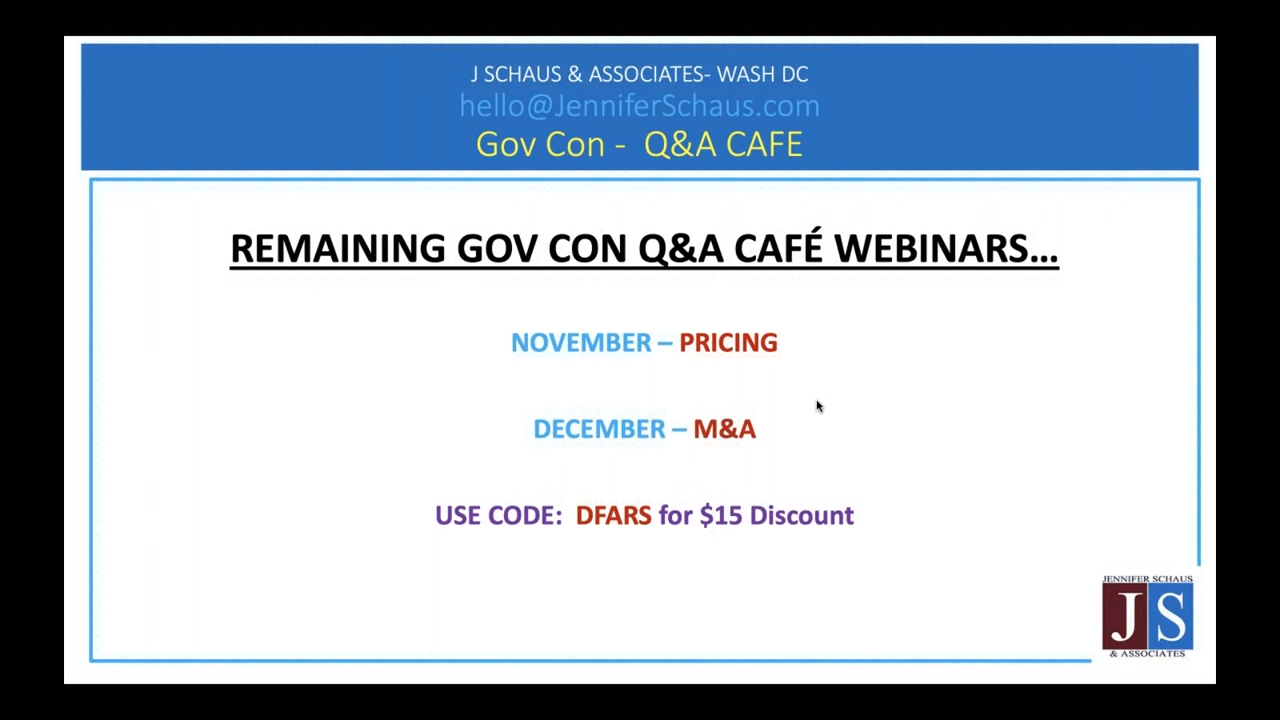 J SCHAUS & ASSOCIATES- WASH DC
hello@JenniferSchaus.com
Gov Con - Q&A CAFE
REMAINING GOV CON Q&A CAFÉ WEBINARS...
NOVEMBER – PRICING
DECEMBER – M&A
USE CODE: DFARS for $15 Discount
JENNIFER SCHAUS
JS
& ASSOCIATES